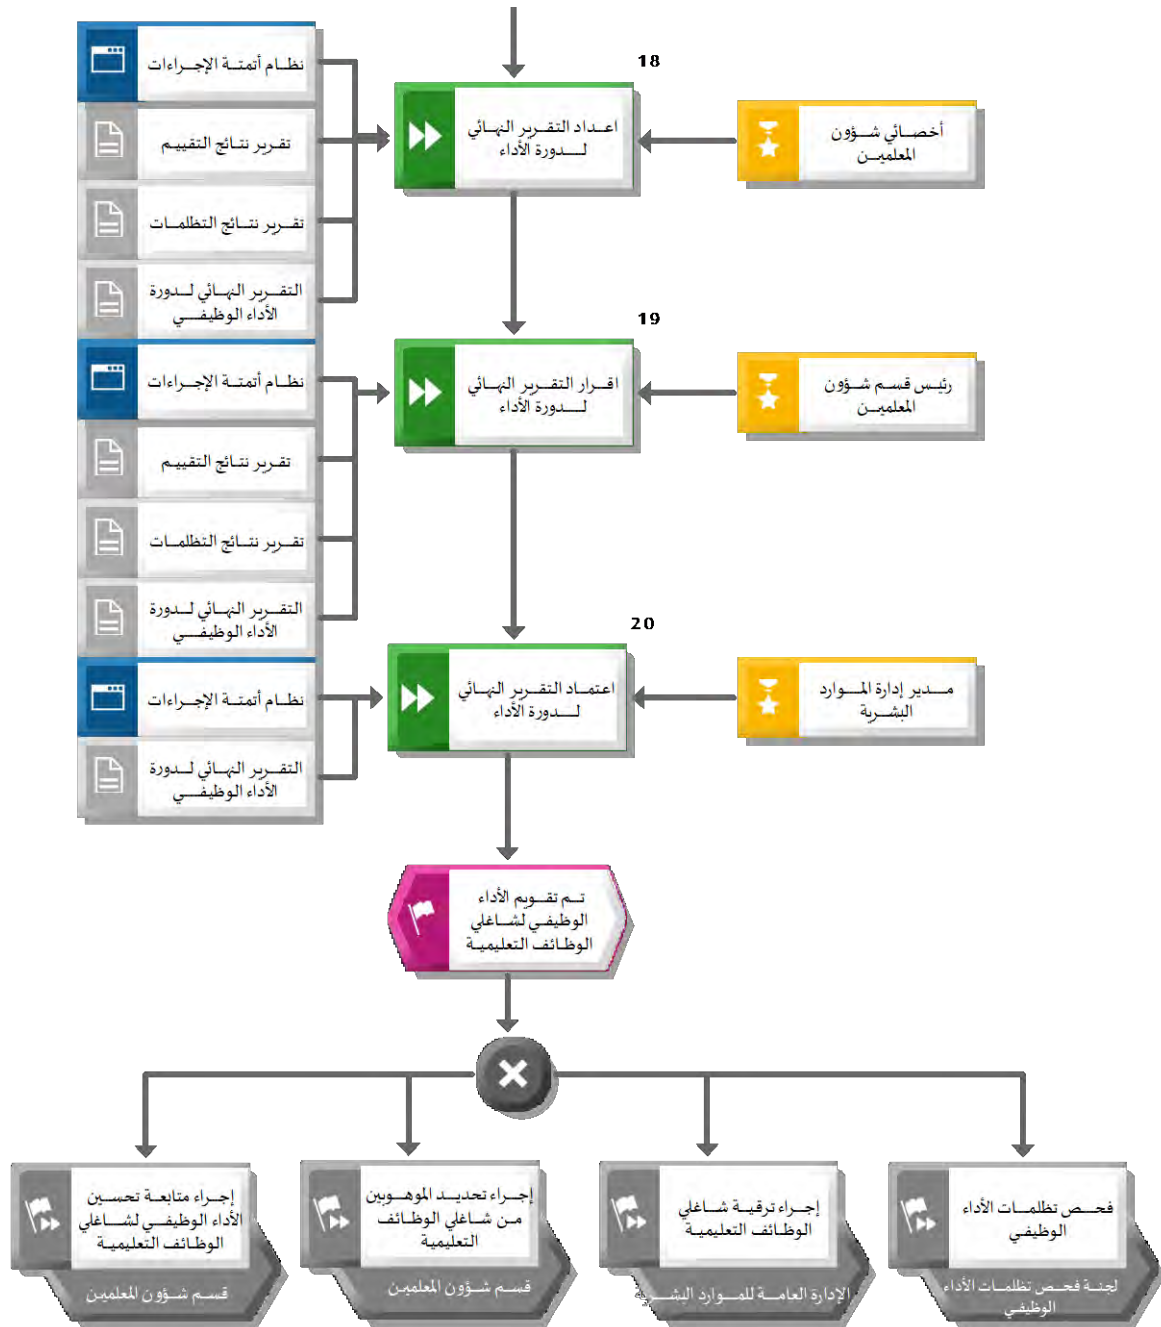 18
أخصائي شؤون
المعلمين
اعداد التقرير النهائي
لدورة الأداء
نظام أتمتة الإجراءات
تقرير نتائج التقييم
تقرير نتائج التظلمات
التقرير النهائي لدورة
الأداء الوظيفي
19
رئيس قسم شؤون
المعلمين
اقرار التقرير النهائي
لدورة الأداء
نظام أتمتة الإجراءات
تقرير نتائج التقييم
تقرير نتائج التظلمات
التقرير النهائي لدورة
الأداء الوظيفي
20
مدير إدارة الموارد
البشرية
اعتماد التقرير النهائي
لدورة الأداء
نظام أتمتة الإجراءات
التقرير النهائي لدورة
الأداء الوظيفي
تم تقويم الأداء
الوظيفي لشاغلي
الوظائف التعليمية
فحص تظلمات الأداء
الوظيفي
لجنة فحص تظلمات الأداء
الوظيفي
إجراء ترقية شاغلي
الوظائف التعليمية
الإدارة العامة للموارد البشرية
إجراء تحديد الموهوبين
من شاغلي الوظائف
التعليمية
قسم شؤون المعلمين
إجراء متابعة تحسين
الأداء الوظيفي لشاغلي
الوظائف التعليمية
قسم شؤون المعلمين